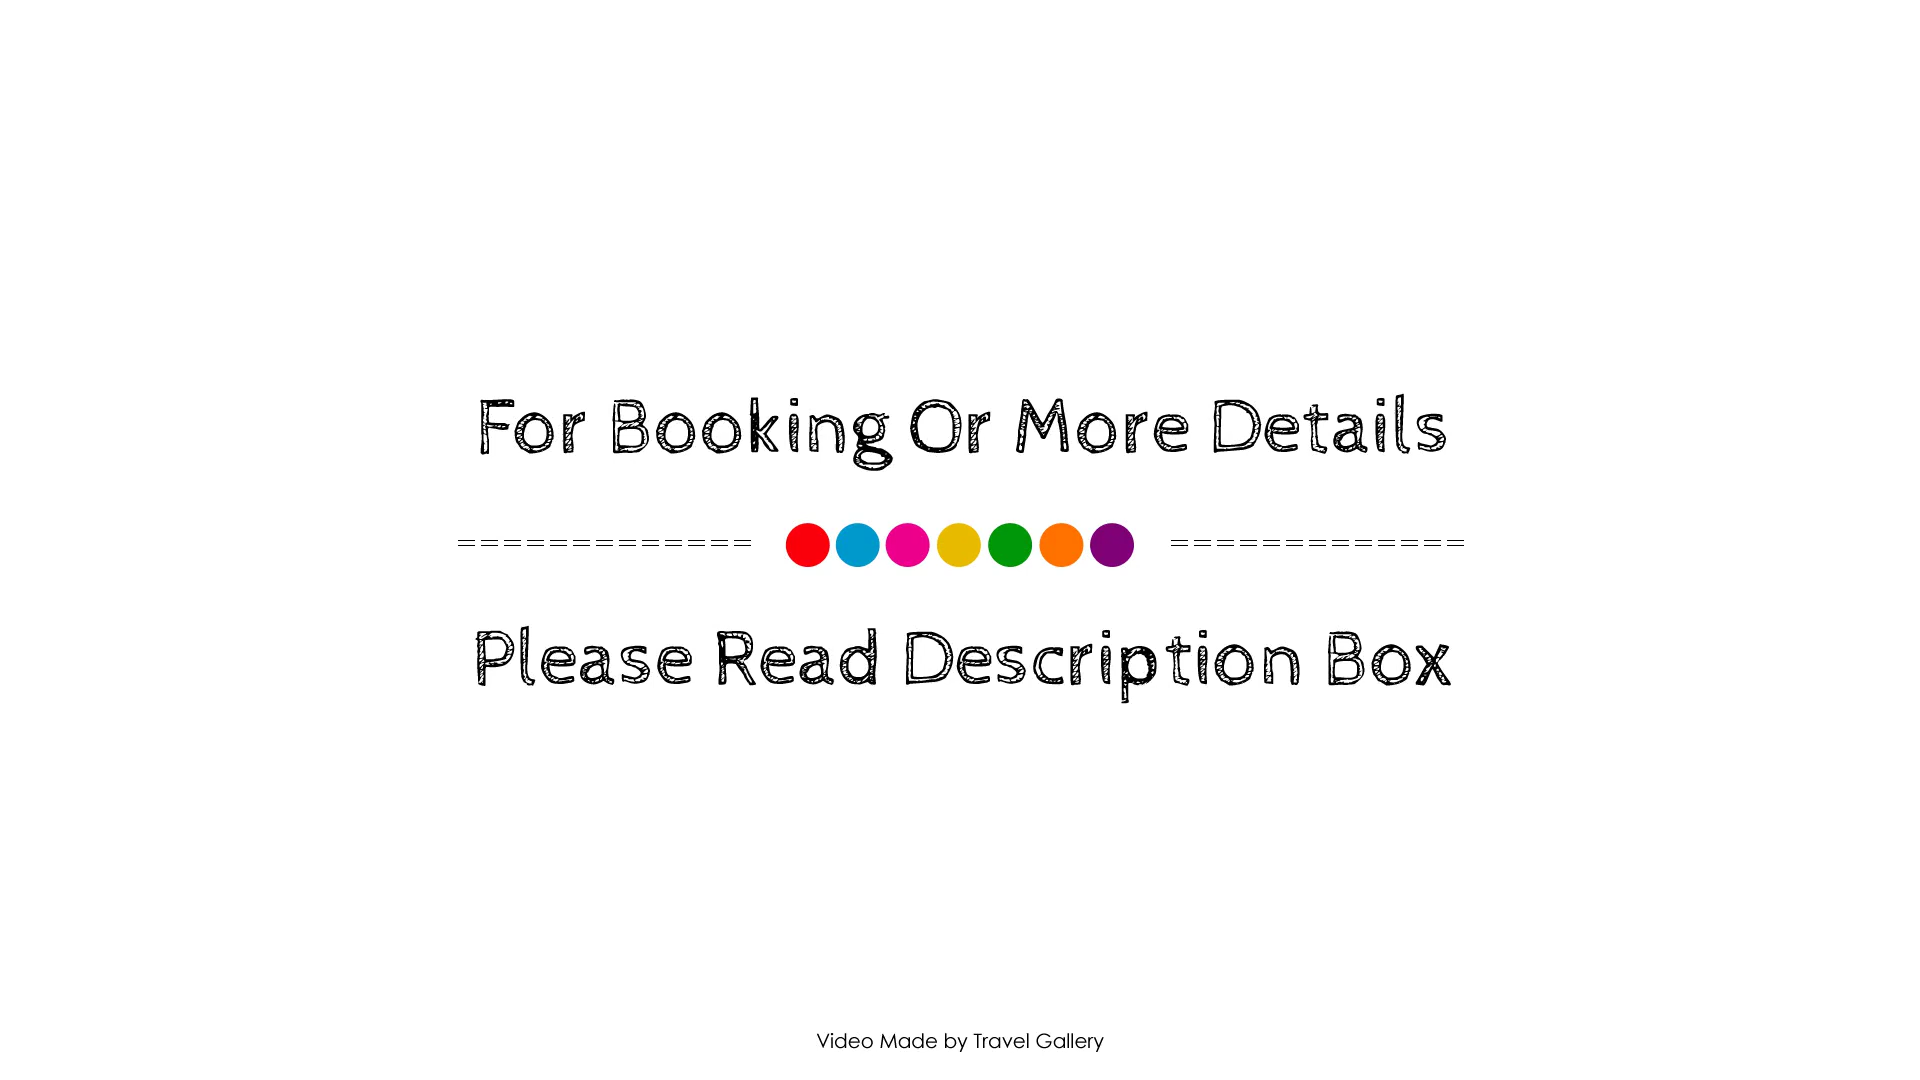 For Booking Or More Details
============= =============
Please Read Description Box
Video Made by Travel Gallery